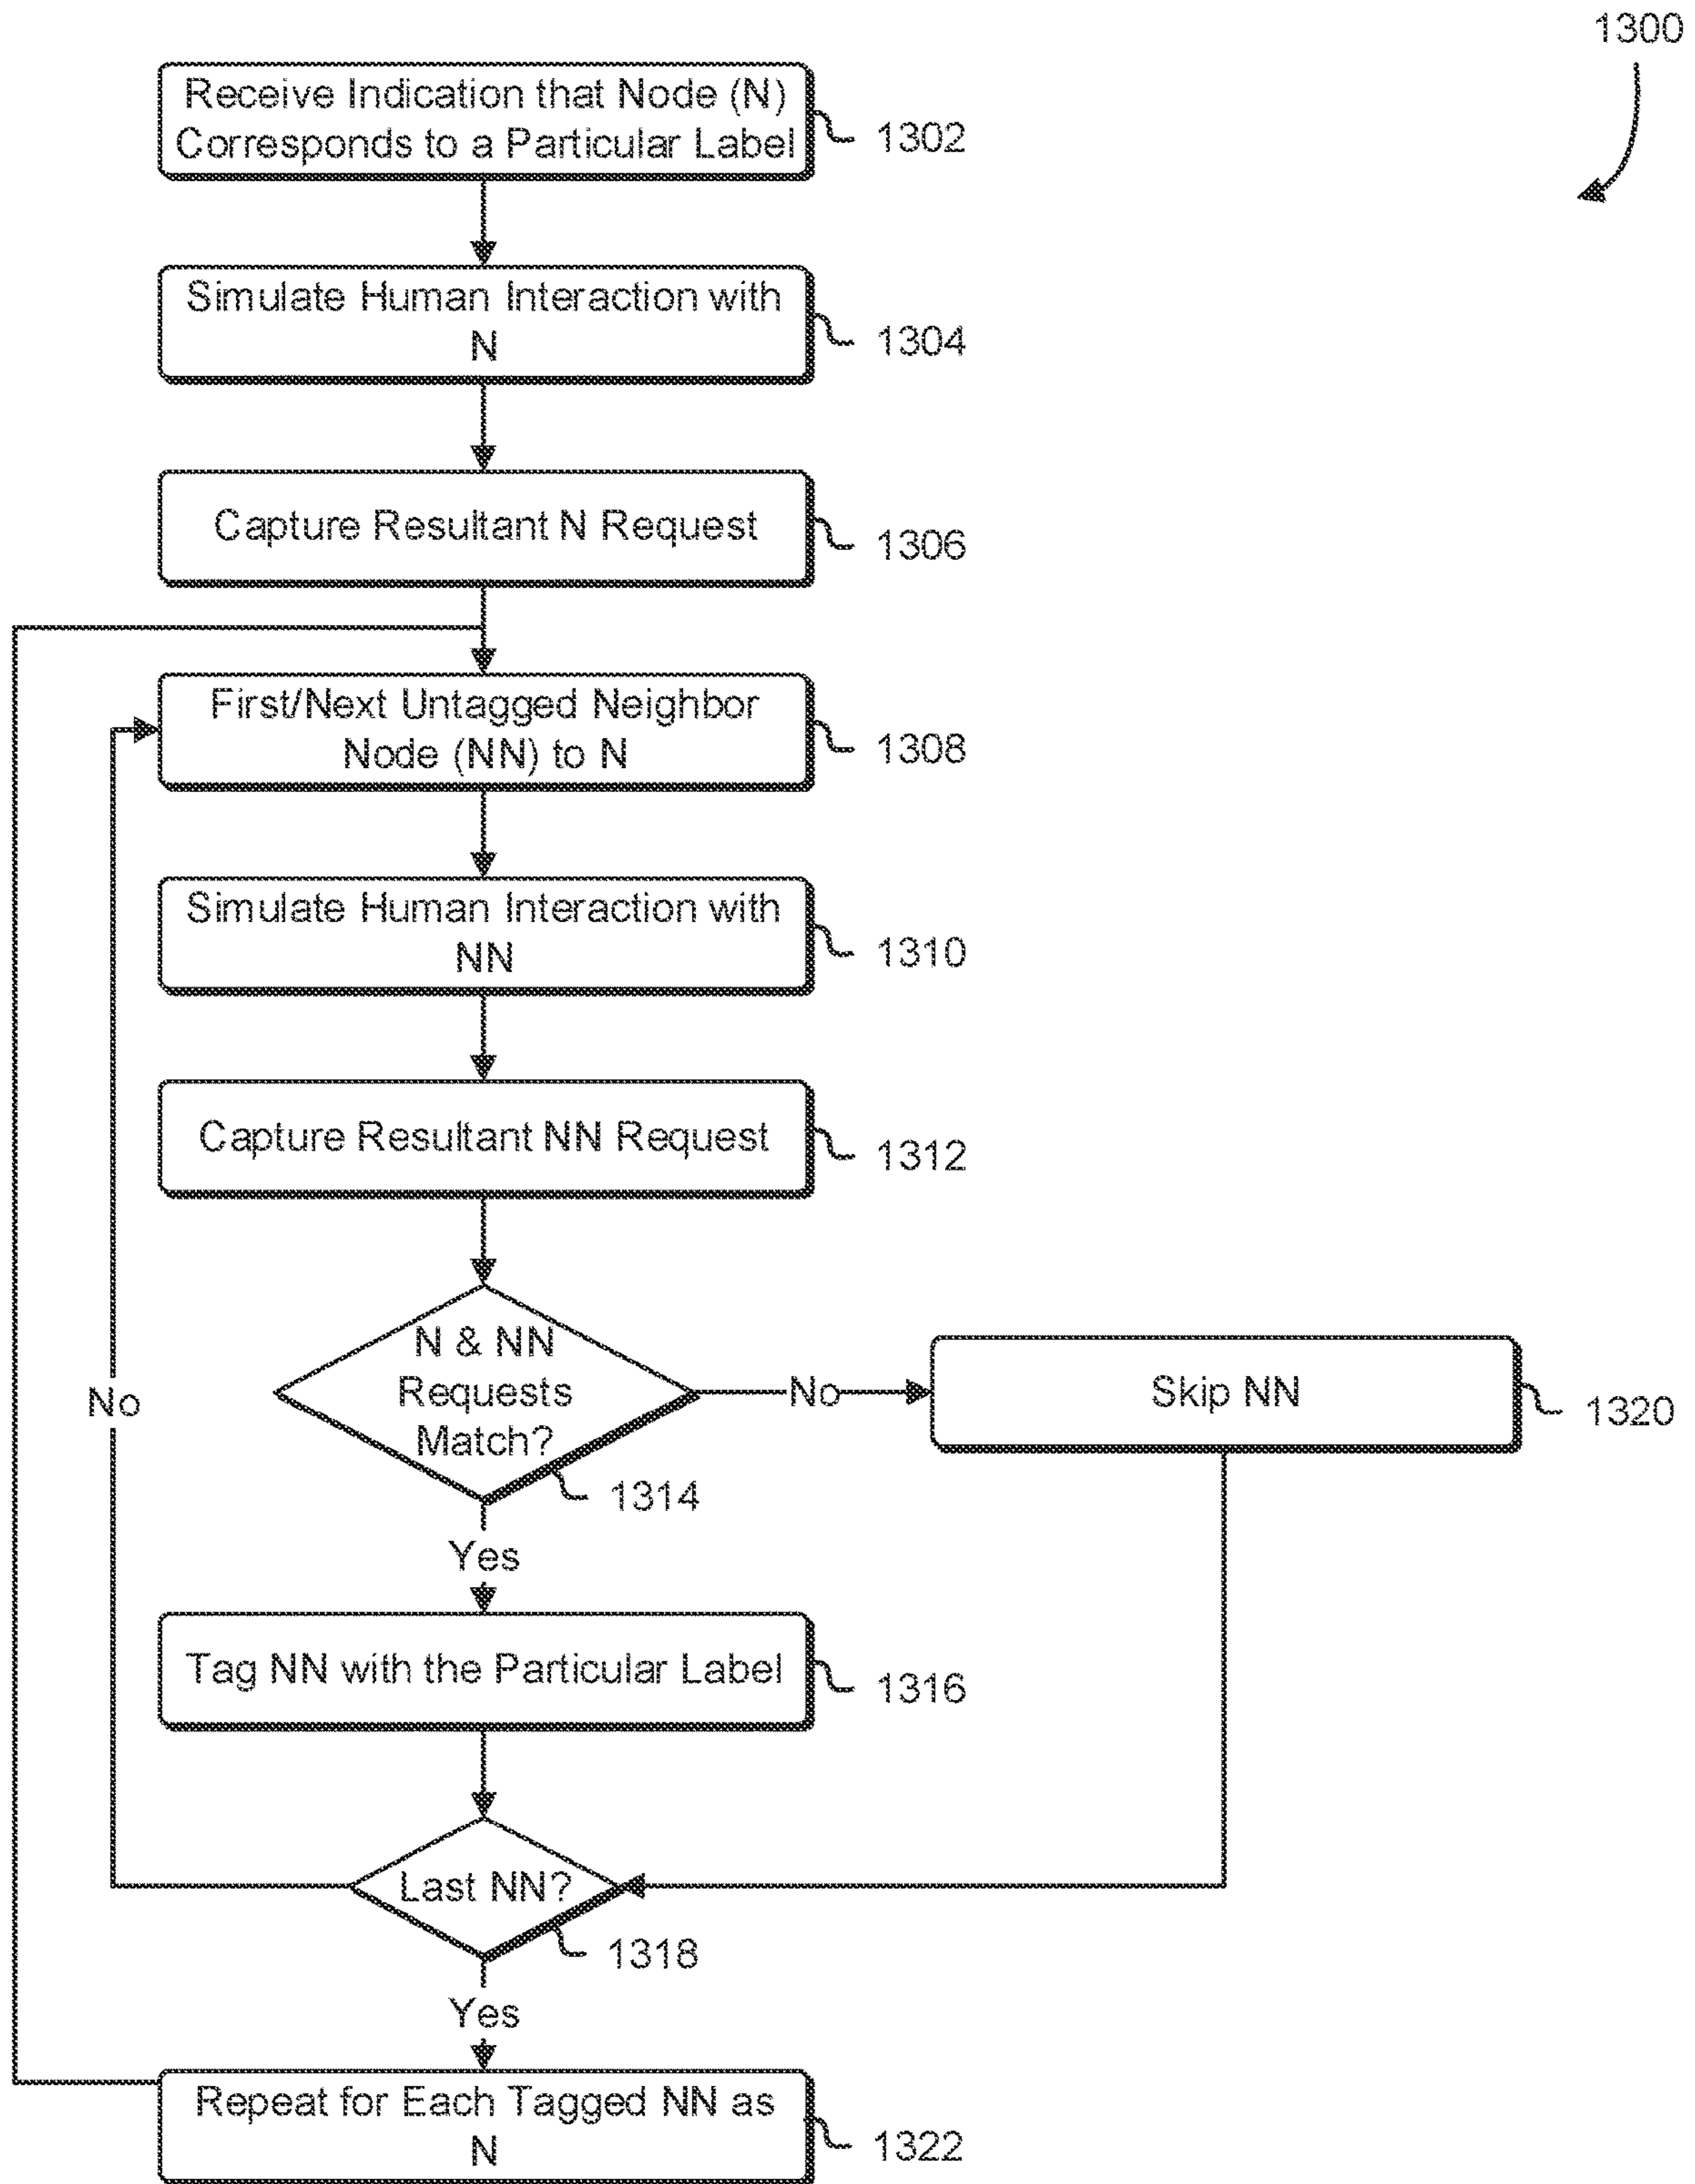 1300
Receive Indication that Node (N)
Corresponds to a Particular Label
1302
Simulate Human Interaction with
N
1304
Capture Resultant N Request
1306
First/Next Untagged Neighbor
Node (NN) to N
1308
Simulate Human Interaction with
NN
1310
Capture Resultant NN Request
1312
N & NN
Requests
Match?
1314
No
Skip NN
1320
No
Yes
Tag NN with the Particular Label
1316
Last NN?
1318
Yes
Repeat for Each Tagged NN as
N
1322